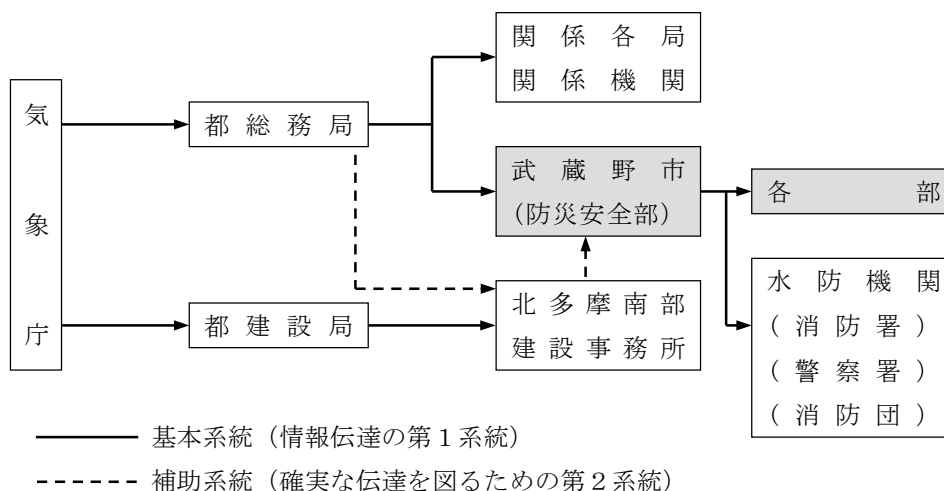 気象庁
都総務局
都建設局
関係各局
関係機関
武蔵野市
(防災安全部)
北多摩南部
建設事務所
各部
水防機関
(消防署)
(警察署)
(消防団)
基本系統（情報伝達の第１系統）
補助系統（確実な伝達を図るための第２系統）